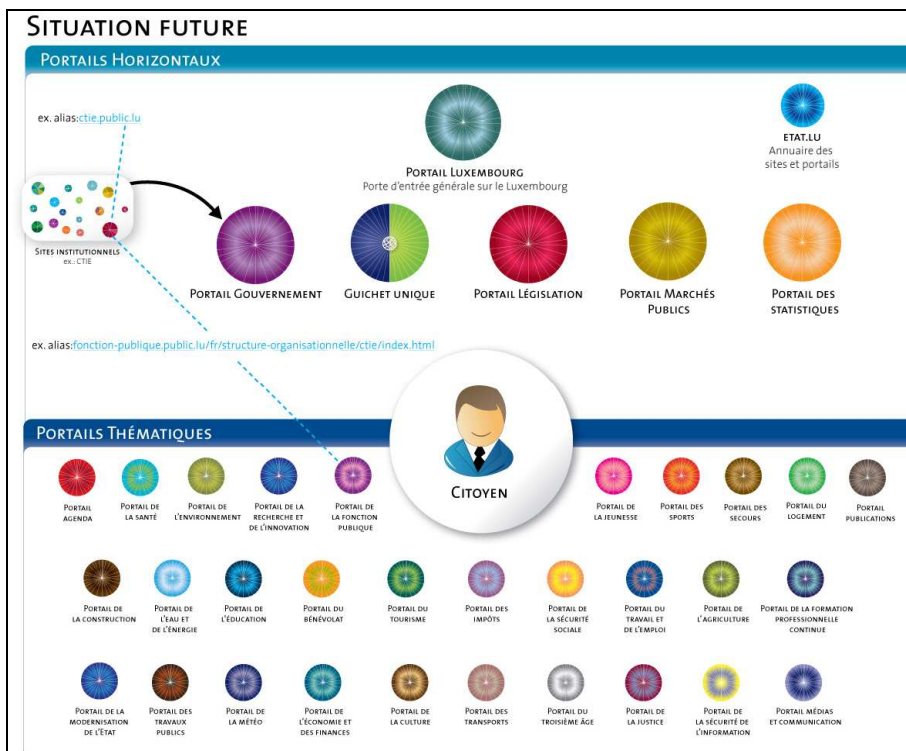 SITUATION FUTURE
PORTAILS HORIZONTAUX
ex. alias:ctie.public.lu
PORTAIL LUXEMBOURG
Porte d'entrée générale sur le Luxembourg
ETAT.LU
Annuaire des
sites et portails
SITES INSTITUTIONNELS
ex.: CTIE
PORTAIL GOUVERNEMENT
GUICHET UNIQUE
PORTAIL LÉGISLATION
PORTAIL MARCHÉS
PUBLICS
PORTAIL DES
STATISTIQUES
ex. alias:fonction-publique.public.lu/fr/structure-organisationnelle/ctie/index.html
PORTAILS THÉMATIQUES
CITOYEN
PORTAIL
AGENDA
PORTAIL DE
LA SANTÉ
PORTAIL DE
L'ENVIRONNEMENT
PORTAIL DE LA
RECHERCHE ET
DE L'INNOVATION
PORTAIL DE
LA FONCTION
PUBLIQUE
PORTAIL DE
LA JEUNESSE
PORTAIL DES
SPORTS
PORTAIL DES
SECOURS
PORTAIL DU
LOGEMENT
PORTAIL
PUBLICATIONS
PORTAIL DE
LA CONSTRUCTION
PORTAIL DE
L'EAU ET
DE L'ÉNERGIE
PORTAIL DE
L'ÉDUCATION
PORTAIL DU
BÉNÉVOLAT
PORTAIL DU
TOURISME
PORTAIL DES
IMPÔTS
PORTAIL DE
LA SÉCURITÉ
SOCIALE
PORTAIL DU
TRAVAIL ET
DE L'EMPLOI
PORTAIL DE
L'AGRICULTURE
PORTAIL DE LA FORMATION
PROFESSIONNELLE
CONTINUE
PORTAIL DE LA
MODERNISATION
DE L'ETAT
PORTAIL DES
TRAVAUX
PUBLICS
PORTAIL DE
LA MÉTÉO
PORTAIL DE
L'ÉCONOMIE ET
DES FINANCES
PORTAIL DE
LA CULTURE
PORTAIL DES
TRANSPORTS
PORTAIL DU
TROISIÈME ÂGE
PORTAIL DE
LA JUSTICE
PORTAIL DE
LA SÉCURITÉ DE
L'INFORMATION
PORTAIL MÉDIAS
ET COMMUNICATION